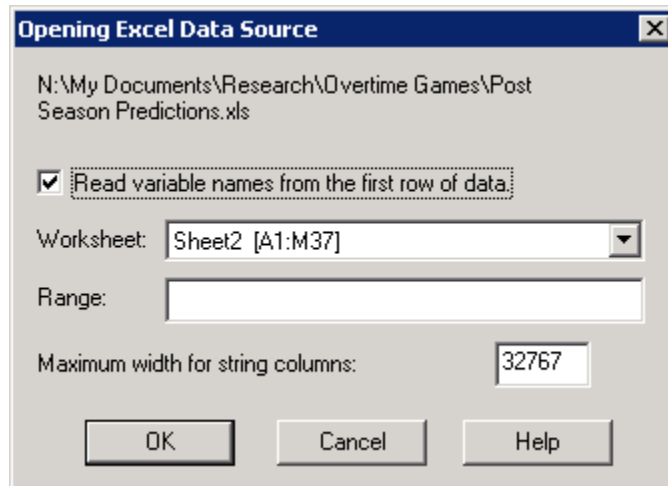 Opening Excel Data Source
N:\My Documents\Research\Overtime Games\Post
Season Predictions.xls
Read variable names from the first row of data.
Worksheet: Sheet2 [A1:M37]
Range:
Maximum width for string columns: 32767
OK Cancel Help